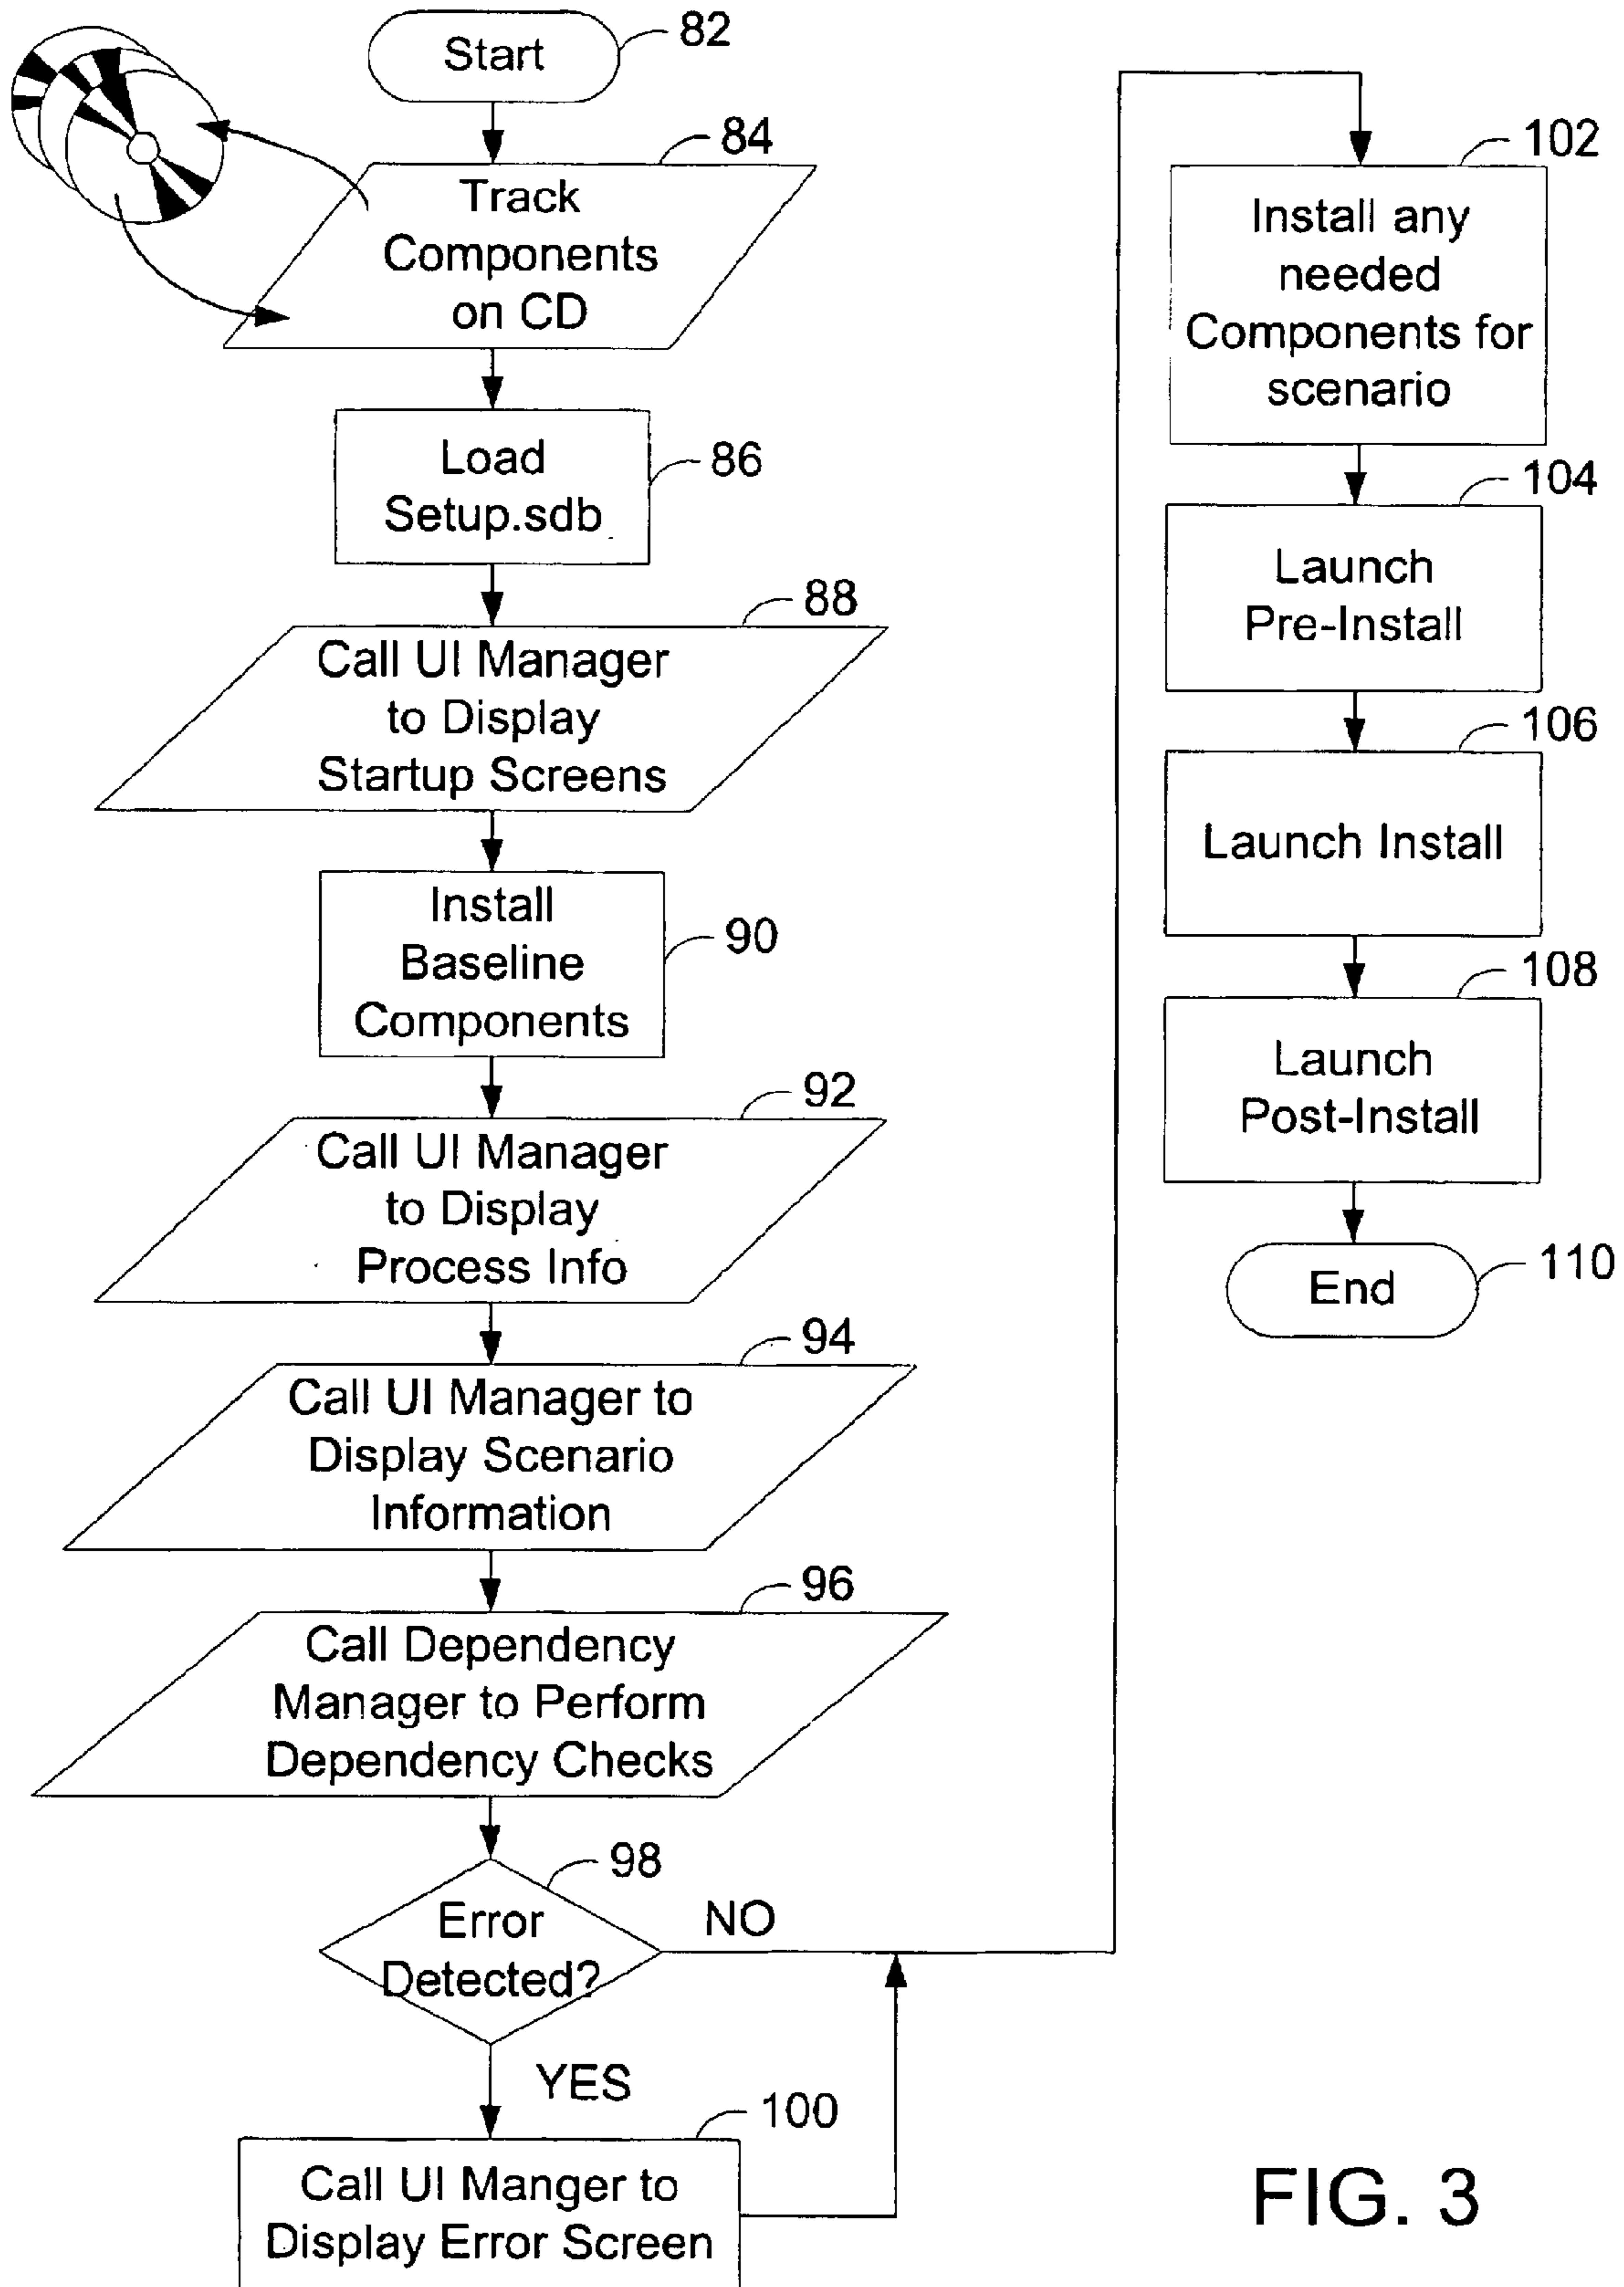 Start
82
84
Track
Components
on CD
Load
Setup.sdb
86
88
Call UI Manager
to Display
Startup Screens
Install
Baseline
Components
90
92
Call UI Manager
to Display
Process Info
94
Call UI Manager to
Display Scenario
Information
96
Call Dependency
Manager to Perform
Dependency Checks
98
Error
Detected?
NO
YES
100
Call UI Manger to
Display Error Screen
102
Install any
needed
Components for
scenario
104
Launch
Pre-Install
106
Launch Install
108
Launch
Post-Install
End
110
FIG. 3